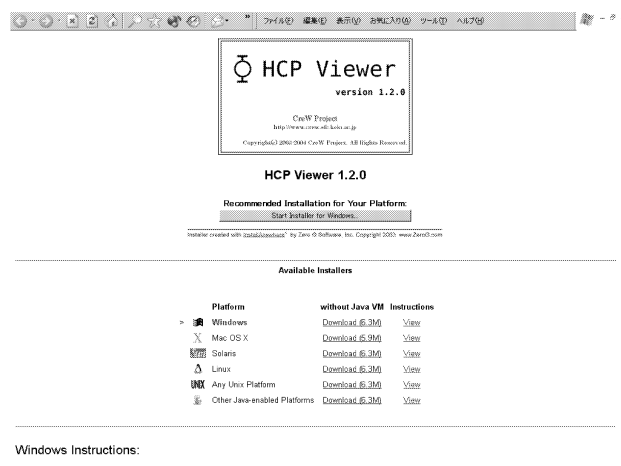 ファイル(F) 編集(E) 表示(V) お気に入り(A) ツール(T) ヘルプ(H)
HCP Viewer
version 1.2.0
CreW Project
http://www.crew.sfc.keio.ac.jp
Copyright(c) 2003-2004 CreW Project. All Rights Reserved.
HCP Viewer 1.2.0
Recommended Installation for Your Platform:
Start Installer for Windows...
Installer created with InstallAnywhere® by Zero G Software, Inc. Copyright 2003. www.ZeroG.com
Available Installers
Platform without Java VM Instructions
» Windows Download (6.3M) View
Mac OS X Download (5.9M) View
Solaris Download (6.3M) View
Linux Download (6.3M) View
UNIX Any Unix Platform Download (6.3M) View
Other Java-enabled Platforms Download (6.3M) View
Windows Instructions: